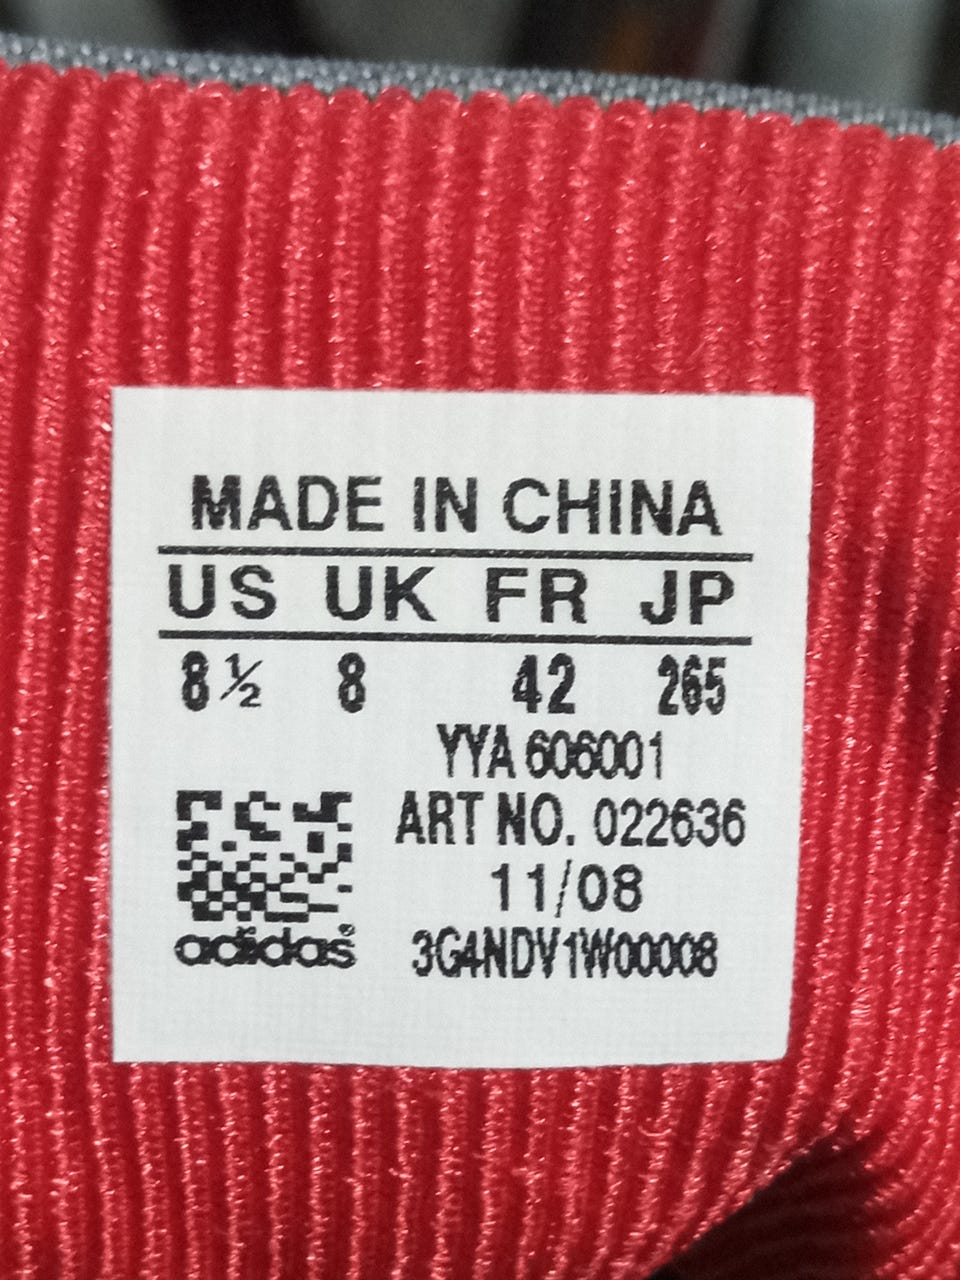 MADE IN CHINA
US UK FR JP
8½ 8 42 265
YYA 606001
ART NO. 022636
11/08
adidas® 3G4NDV1W00008